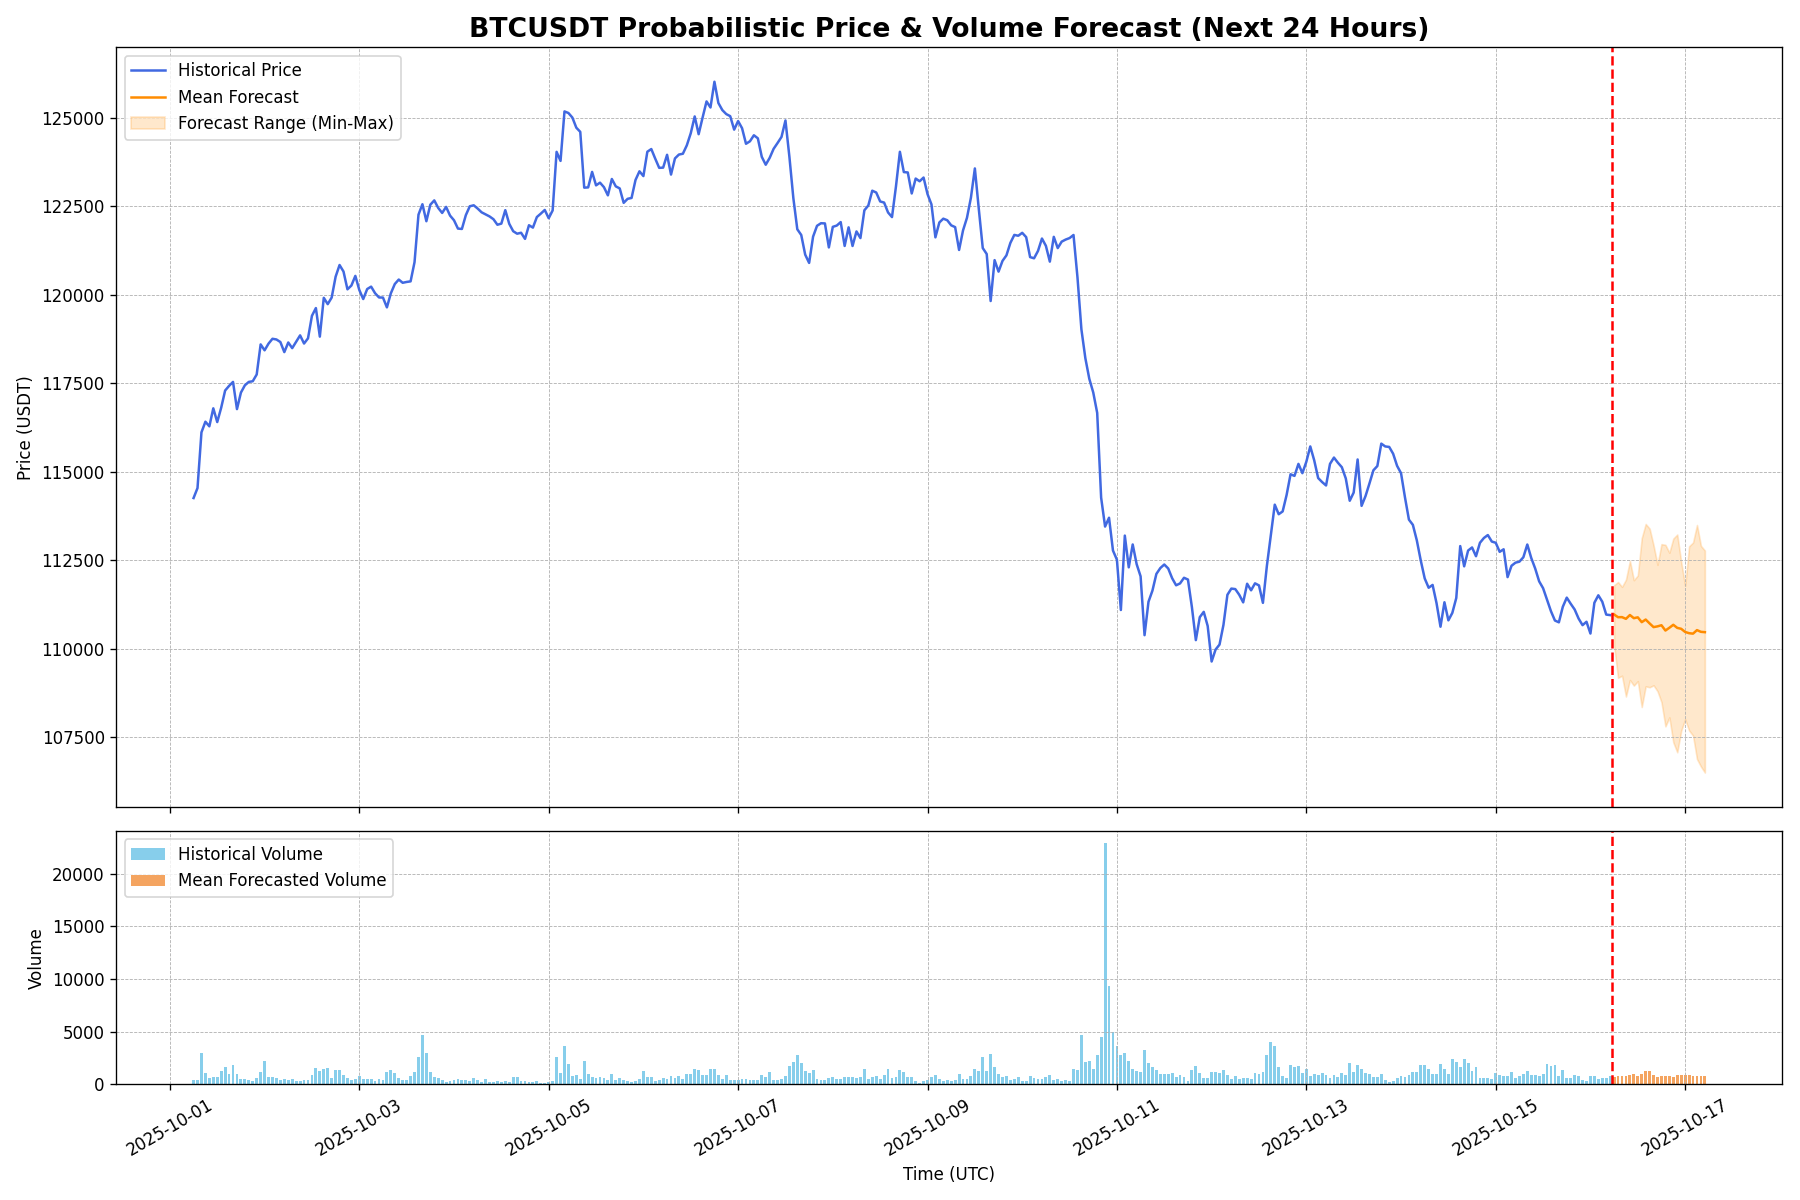 BTCUSDT Probabilistic Price & Volume Forecast (Next 24 Hours)
Historical Price
Mean Forecast
Forecast Range (Min-Max)
125000
122500
120000
117500
115000
112500
110000
107500
Price (USDT)
Historical Volume
Mean Forecasted Volume
20000
15000
10000
5000
0
Volume
2025-10-01
2025-10-03
2025-10-05
2025-10-07
2025-10-09
2025-10-11
2025-10-13
2025-10-15
2025-10-17
Time (UTC)